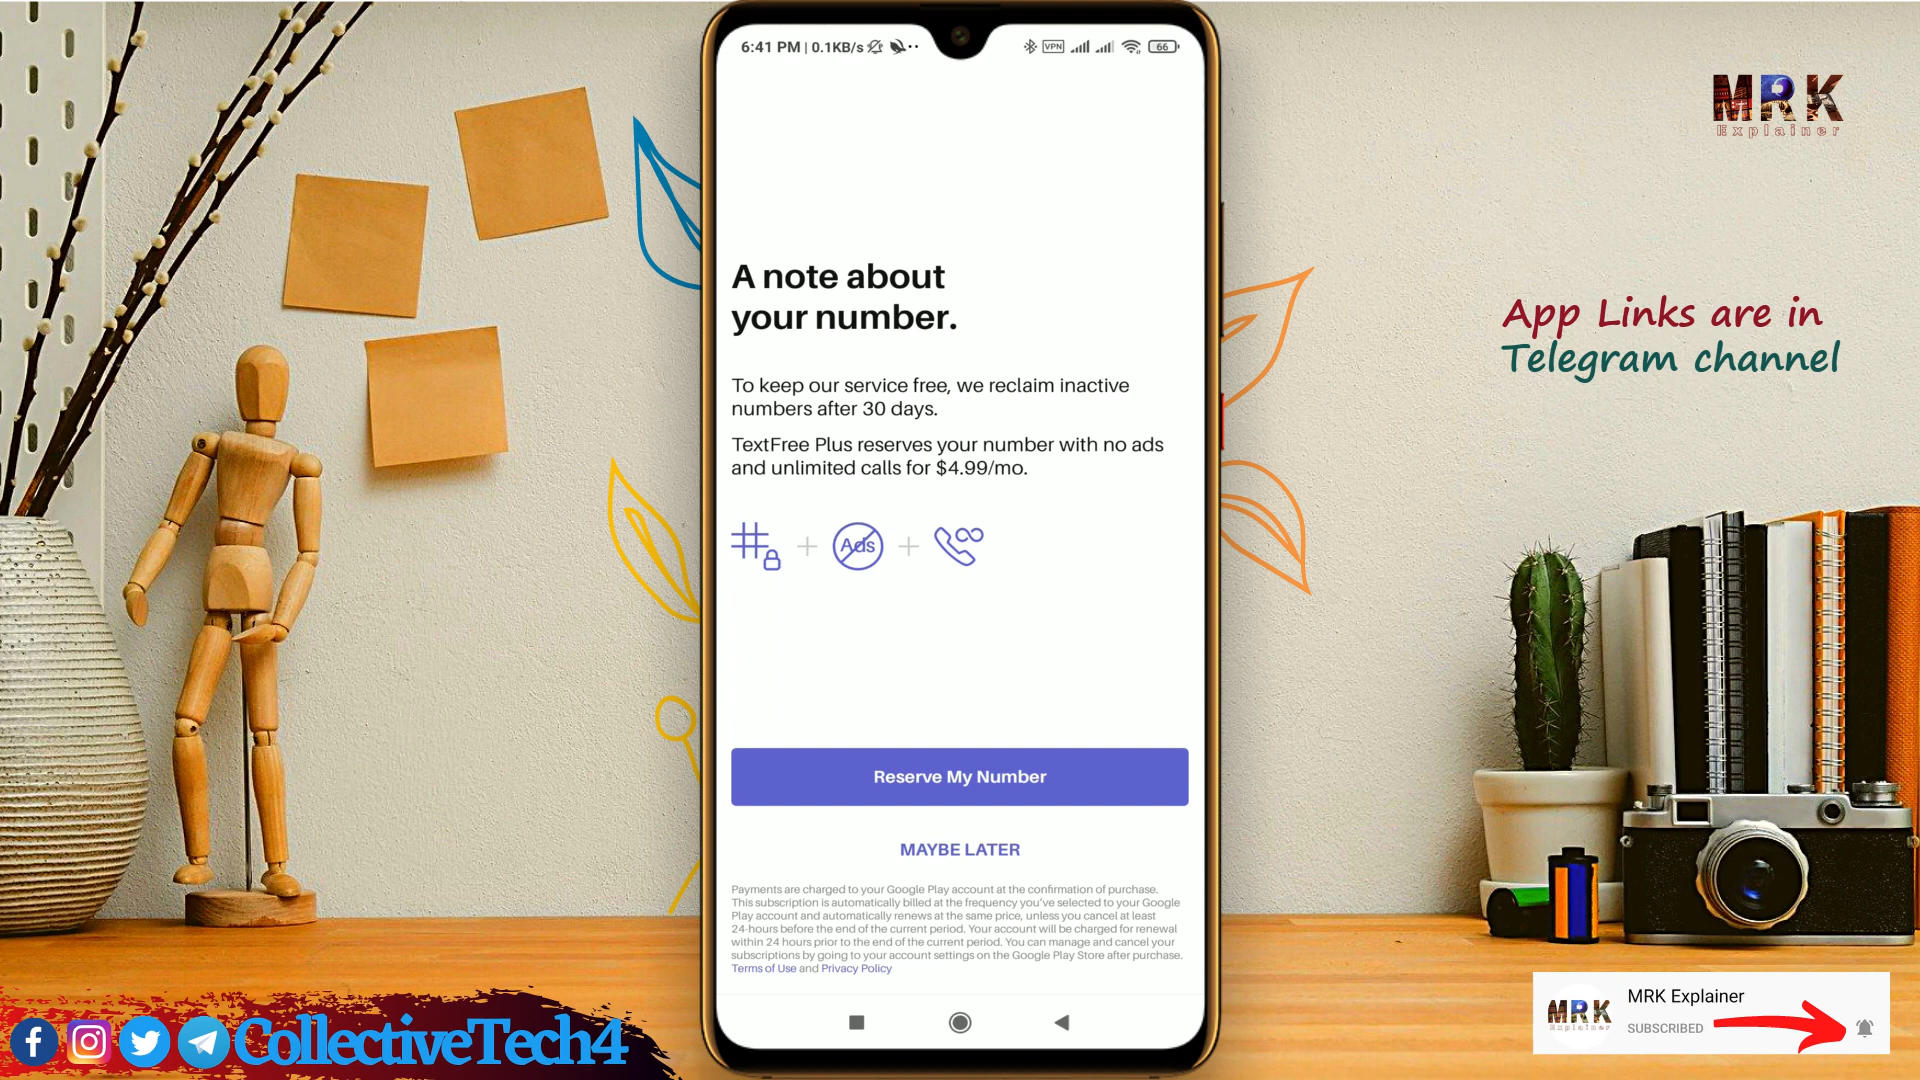 6:41 PM | 0.1KB/s
VPN
66
MRK
Explainer
A note about
your number.
To keep our service free, we reclaim inactive
numbers after 30 days.
TextFree Plus reserves your number with no ads
and unlimited calls for $4.99/mo.
Ads
Reserve My Number
MAYBE LATER
Payments are charged to your Google Play account at the confirmation of purchase.
This subscription is automatically billed at the frequency you've selected to your Google
Play account and automatically renews at the same price, unless you cancel at least
24-hours before the end of the current period. Your account will be charged for renewal
within 24 hours prior to the end of the current period. You can manage and cancel your
subscriptions by going to your account settings on the Google Play Store after purchase.
Terms of Use and Privacy Policy
App Links are in
Telegram channel
CollectiveTech4
MRK
Explainer
MRK Explainer
SUBSCRIBED